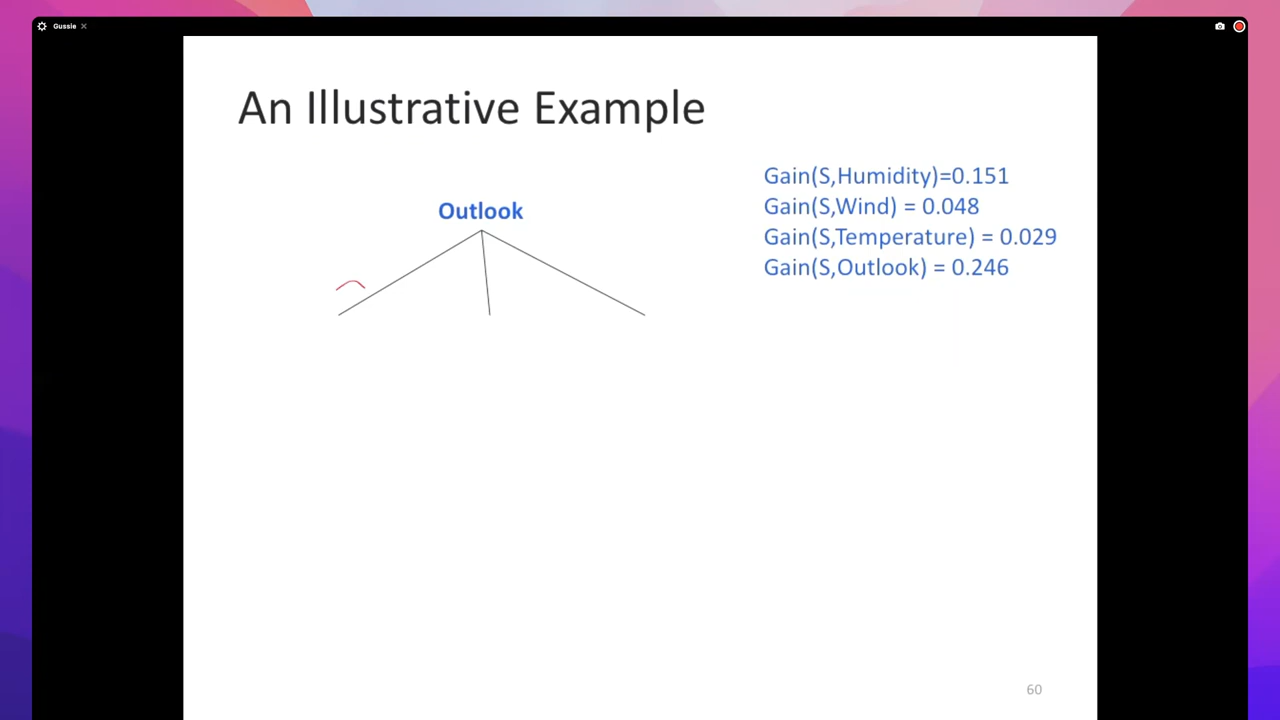 Gussie
An Illustrative Example
Outlook
Gain(S,Humidity)=0.151
Gain(S,Wind) = 0.048
Gain(S,Temperature) = 0.029
Gain(S,Outlook) = 0.246
60